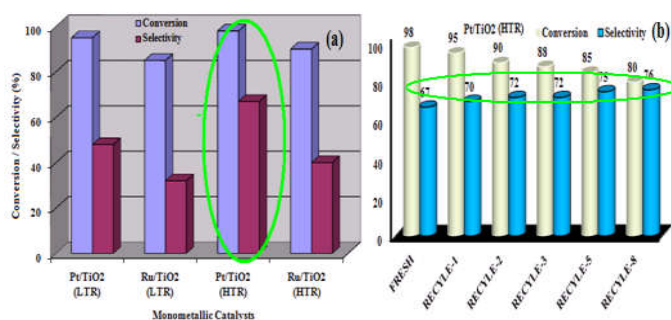 Conversion
Selectivity
(a)
Conversion / Selectivity (%)
100
80
60
40
20
0
Pt/TiO2
(LTR)
Ru/TiO2
(LTR)
Pt/TiO2
(HTR)
Ru/TiO2
(HTR)
Monometallic Catalysts
Pt/TiO2 (HTR)
Conversion
Selectivity
(b)
100
80
60
40
20
0
98
67
95
70
90
72
88
72
85
75
80
76
FRESH
RECYLE-1
RECYLE-2
RECYLE-3
RECYLE-5
RECYLE-8